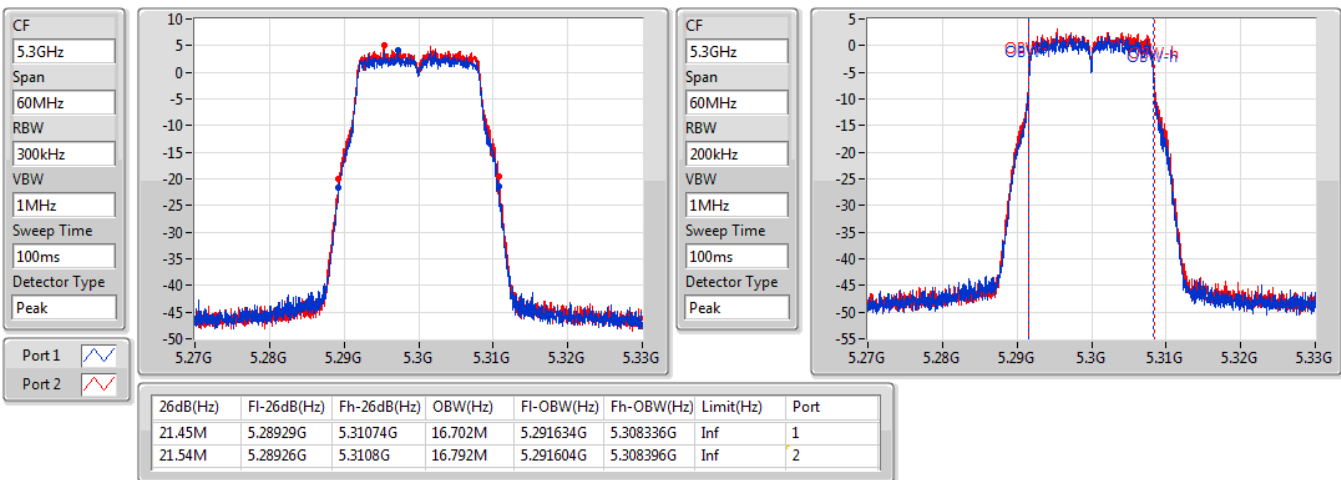 CF
5.3GHz
Span
60MHz
RBW
300kHz
VBW
1MHz
Sweep Time
100ms
Detector Type
Peak
Port 1
Port 2
10
5
0
-5
-10
-15
-20
-25
-30
-35
-40
-45
-50
5.27G 5.28G 5.29G 5.3G 5.31G 5.32G 5.33G
CF
5.3GHz
Span
60MHz
RBW
200kHz
VBW
1MHz
Sweep Time
100ms
Detector Type
Peak
5
0
-5
-10
-15
-20
-25
-30
-35
-40
-45
-50
-55
OBW-h
5.27G 5.28G 5.29G 5.3G 5.31G 5.32G 5.33G
26dB(Hz) Fl-26dB(Hz) Fh-26dB(Hz) OBW(Hz) Fl-OBW(Hz) Fh-OBW(Hz) Limit(Hz) Port
21.45M 5.28929G 5.31074G 16.702M 5.291634G 5.308336G Inf 1
21.54M 5.28926G 5.3108G 16.792M 5.291604G 5.308396G Inf 2